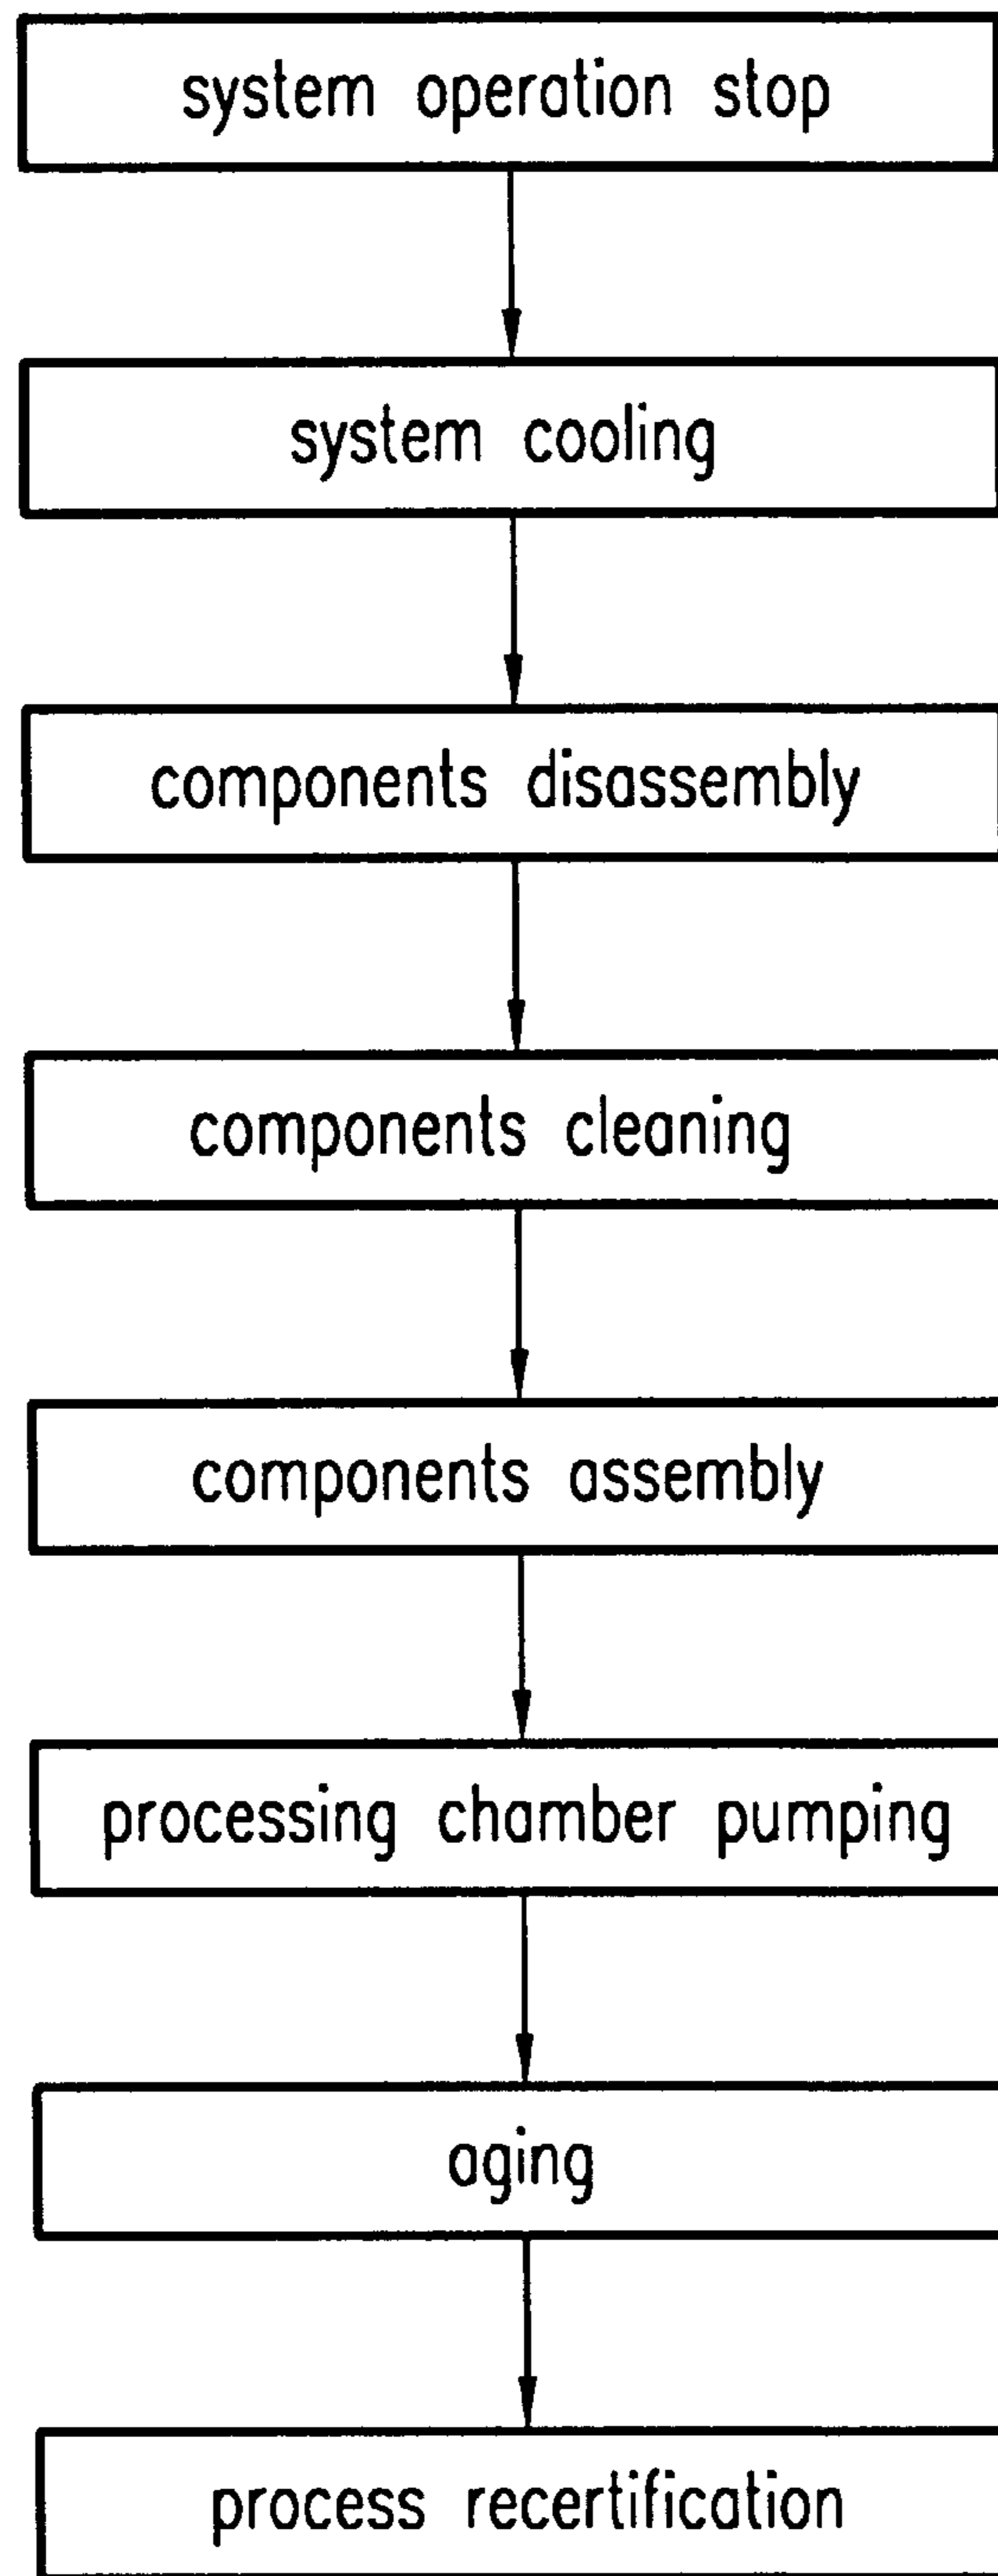 system operation stop
system cooling
components disassembly
components cleaning
components assembly
processing chamber pumping
aging
process recertification